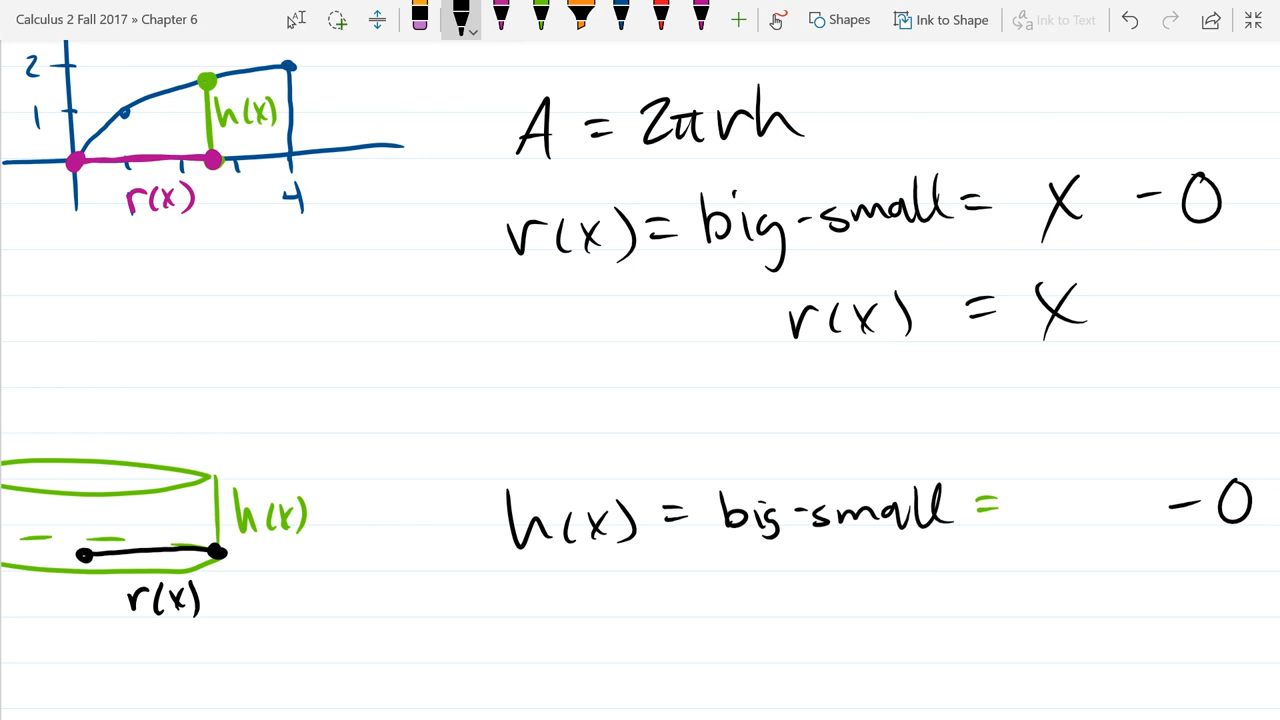 Calculus 2 Fall 2017 » Chapter 6
Shapes
Ink to Shape
Ink to Text
2
1
h(x)
r(x)
4
A = 2πrh
r(x) = big-small = x - 0
r(x) = x
h(x)
r(x)
h(x) = big-small = - 0